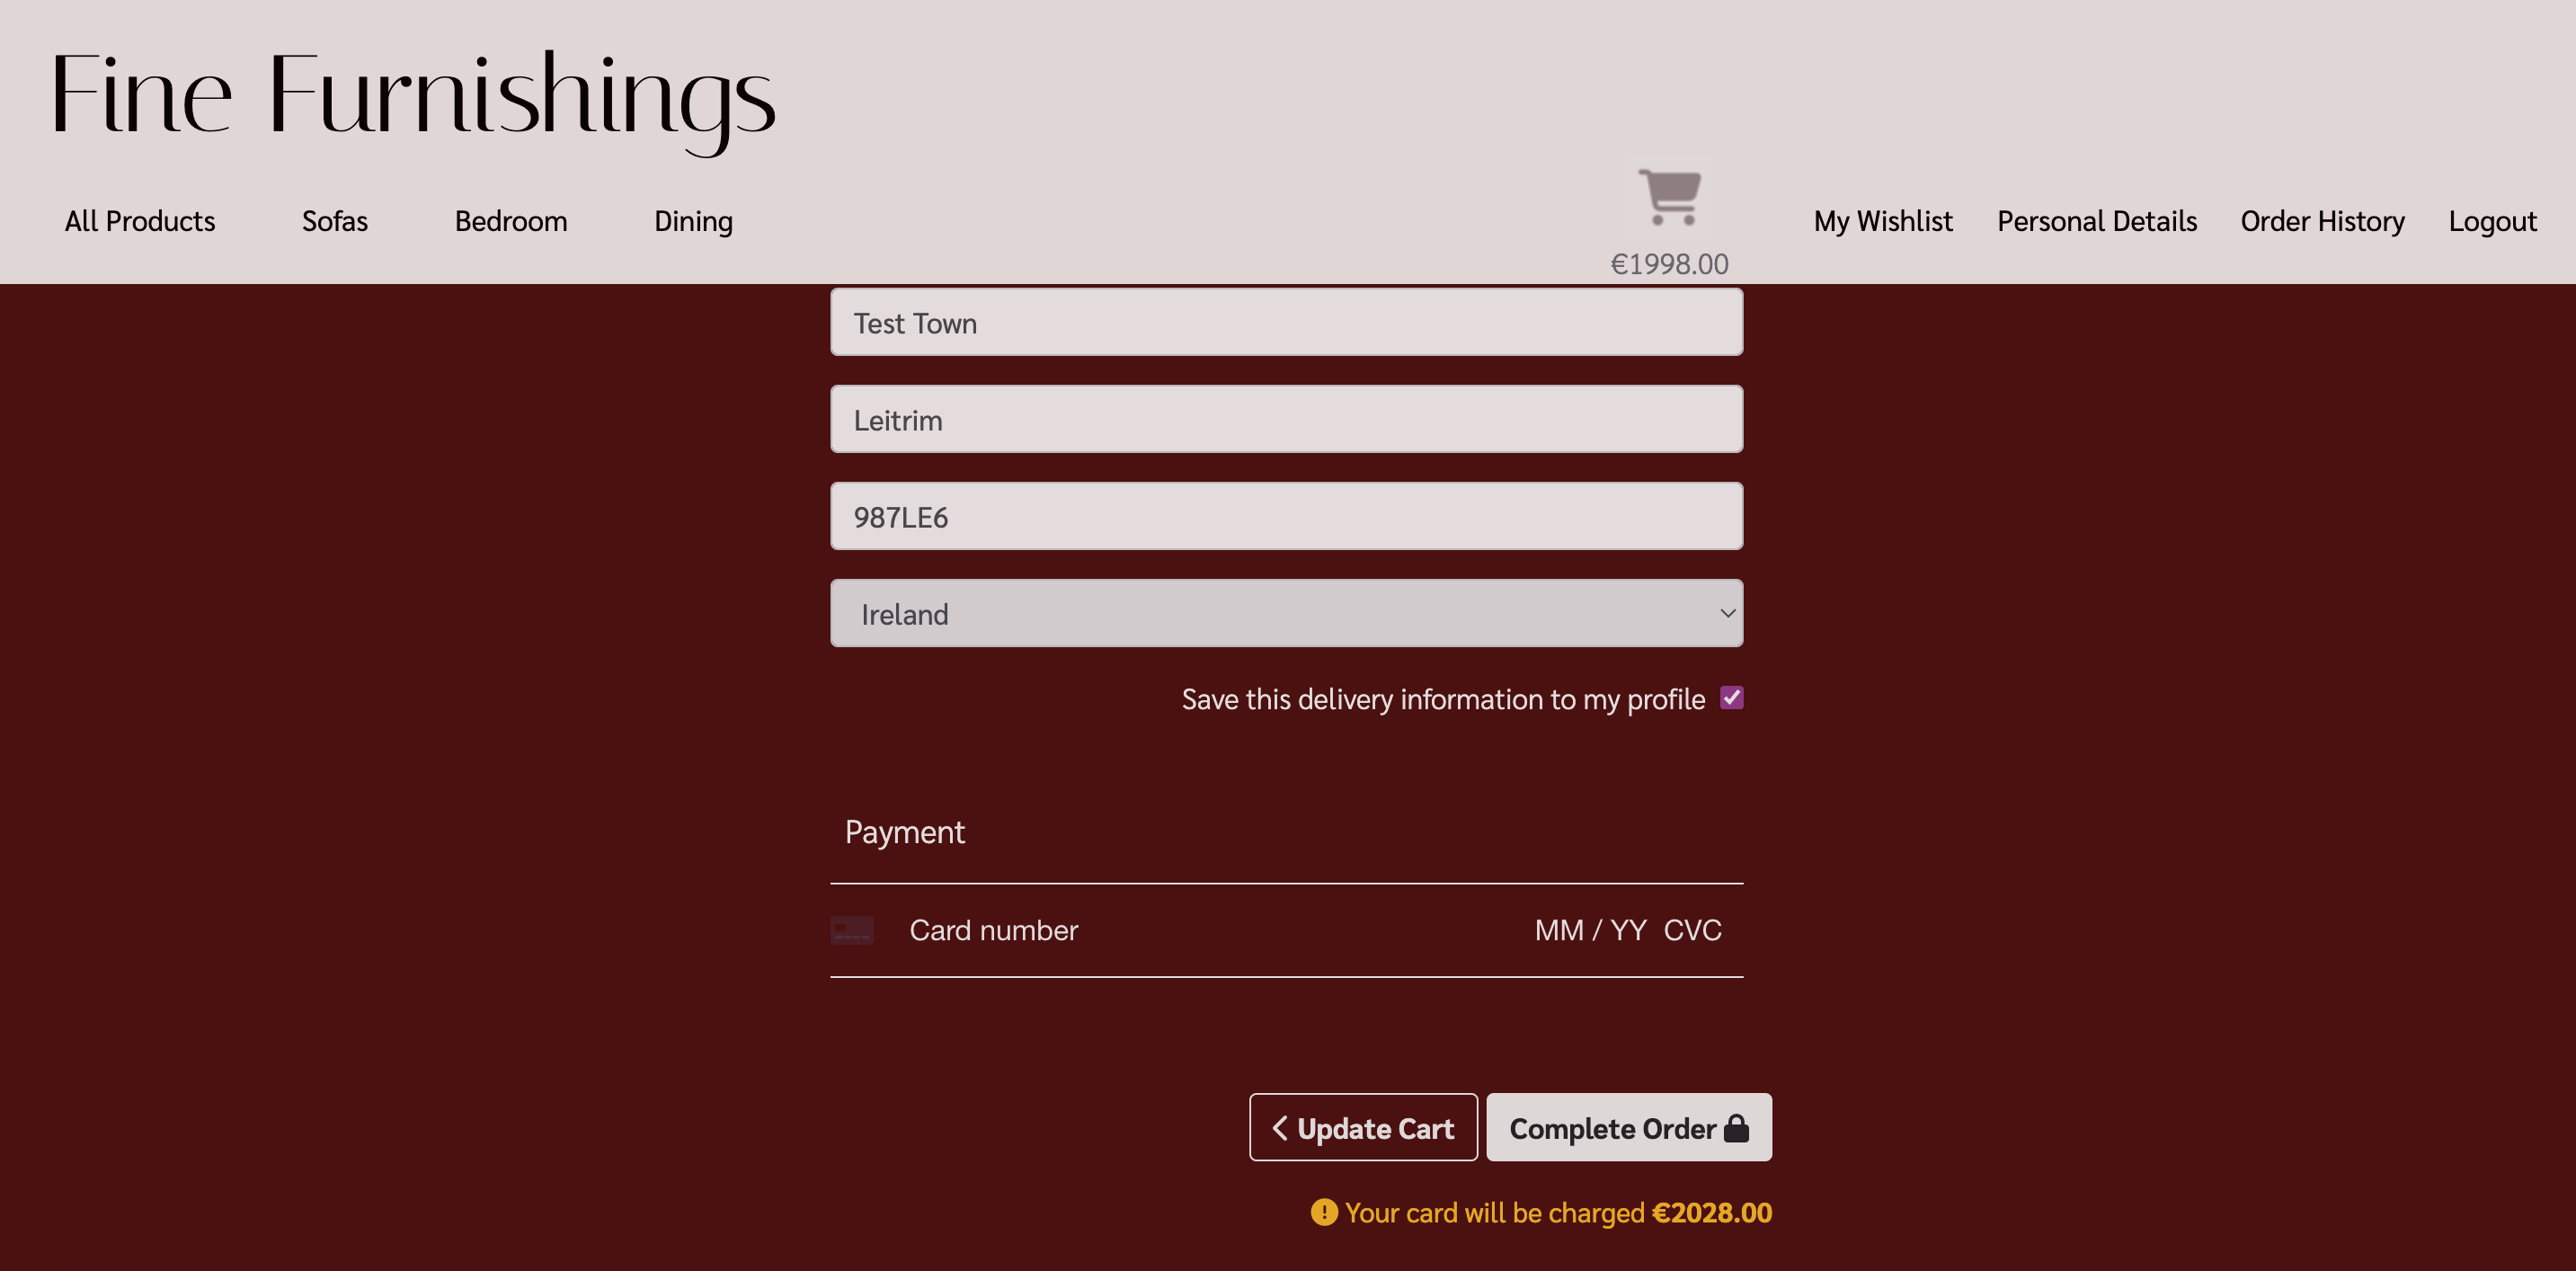 Fine Furnishings
All Products Sofas Bedroom Dining
€1998.00
My Wishlist Personal Details Order History Logout
Test Town
Leitrim
987LE6
Ireland
Save this delivery information to my profile
Payment
Card number MM / YY CVC
Update Cart Complete Order
Your card will be charged €2028.00